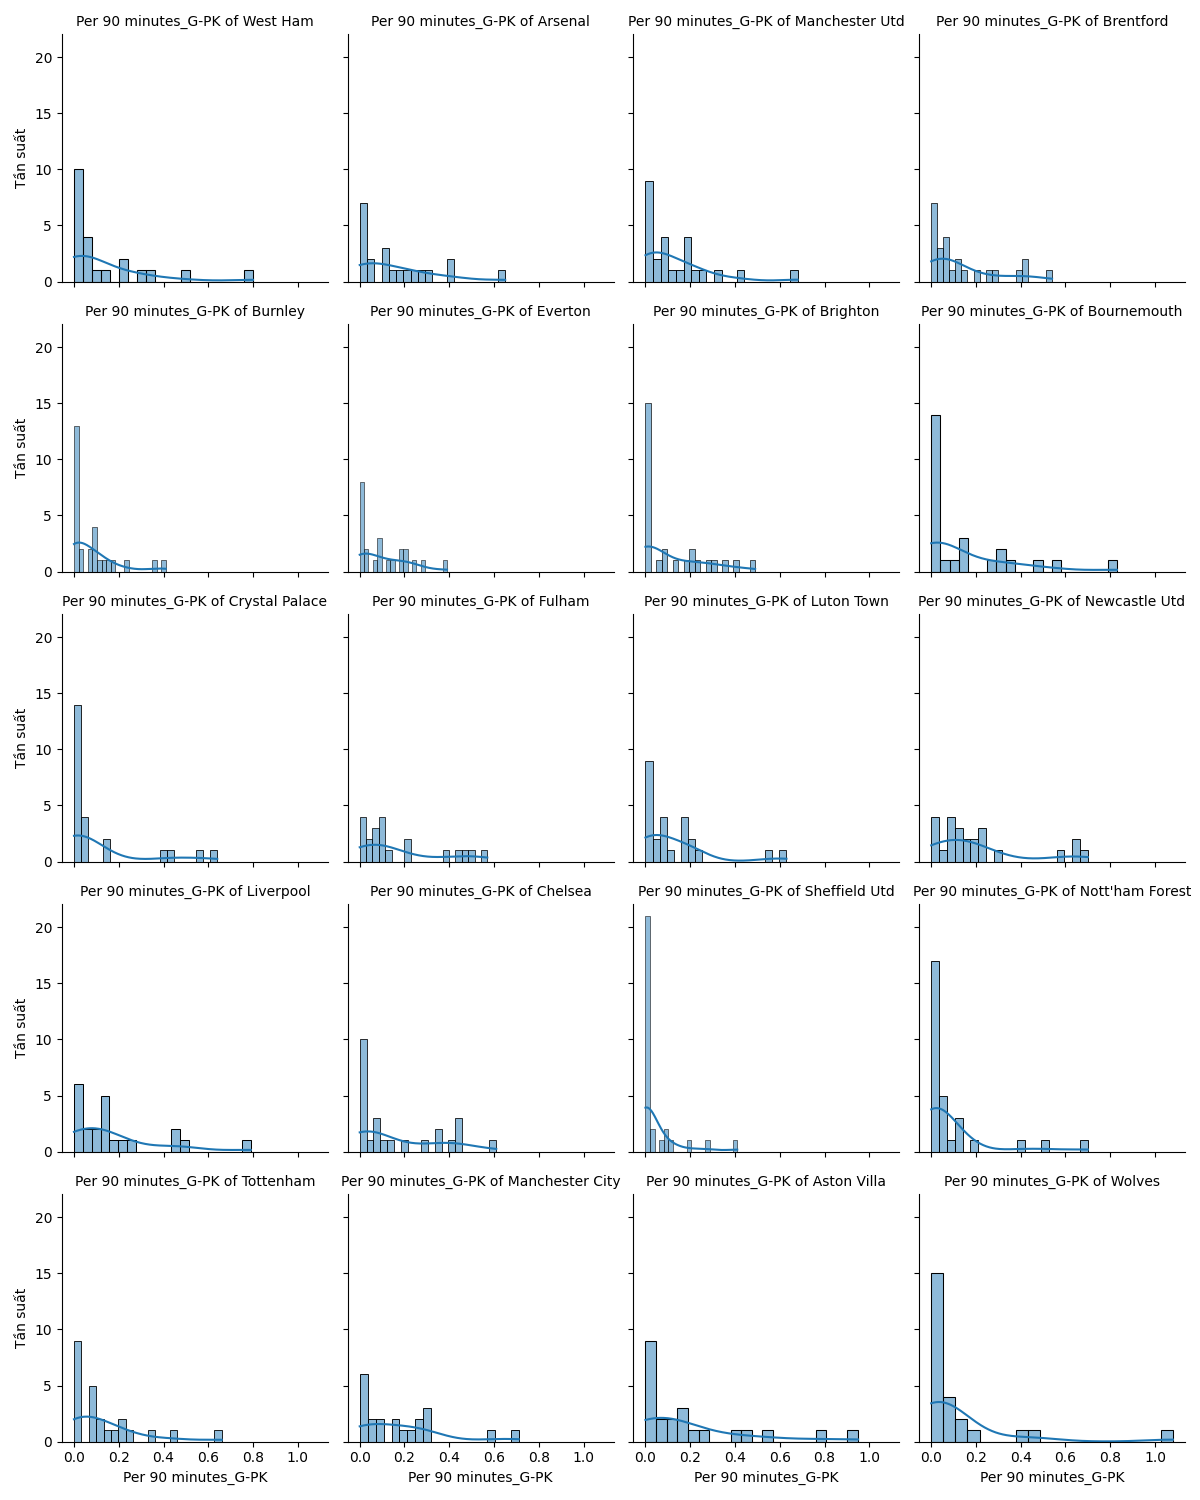 Per 90 minutes_G-PK of West Ham
Per 90 minutes_G-PK of Arsenal
Per 90 minutes_G-PK of Manchester Utd
Per 90 minutes_G-PK of Brentford
20
15
10
5
0
Tần suất
Per 90 minutes_G-PK of Burnley
Per 90 minutes_G-PK of Everton
Per 90 minutes_G-PK of Brighton
Per 90 minutes_G-PK of Bournemouth
20
15
10
5
0
Tần suất
Per 90 minutes_G-PK of Crystal Palace
Per 90 minutes_G-PK of Fulham
Per 90 minutes_G-PK of Luton Town
Per 90 minutes_G-PK of Newcastle Utd
20
15
10
5
0
Tần suất
Per 90 minutes_G-PK of Liverpool
Per 90 minutes_G-PK of Chelsea
Per 90 minutes_G-PK of Sheffield Utd
Per 90 minutes_G-PK of Nott'ham Forest
20
15
10
5
0
Tần suất
Per 90 minutes_G-PK of Tottenham
Per 90 minutes_G-PK of Manchester City
Per 90 minutes_G-PK of Aston Villa
Per 90 minutes_G-PK of Wolves
20
15
10
5
0
Tần suất
0.0 0.2 0.4 0.6 0.8 1.0
0.0 0.2 0.4 0.6 0.8 1.0
0.0 0.2 0.4 0.6 0.8 1.0
0.0 0.2 0.4 0.6 0.8 1.0
Per 90 minutes_G-PK
Per 90 minutes_G-PK
Per 90 minutes_G-PK
Per 90 minutes_G-PK